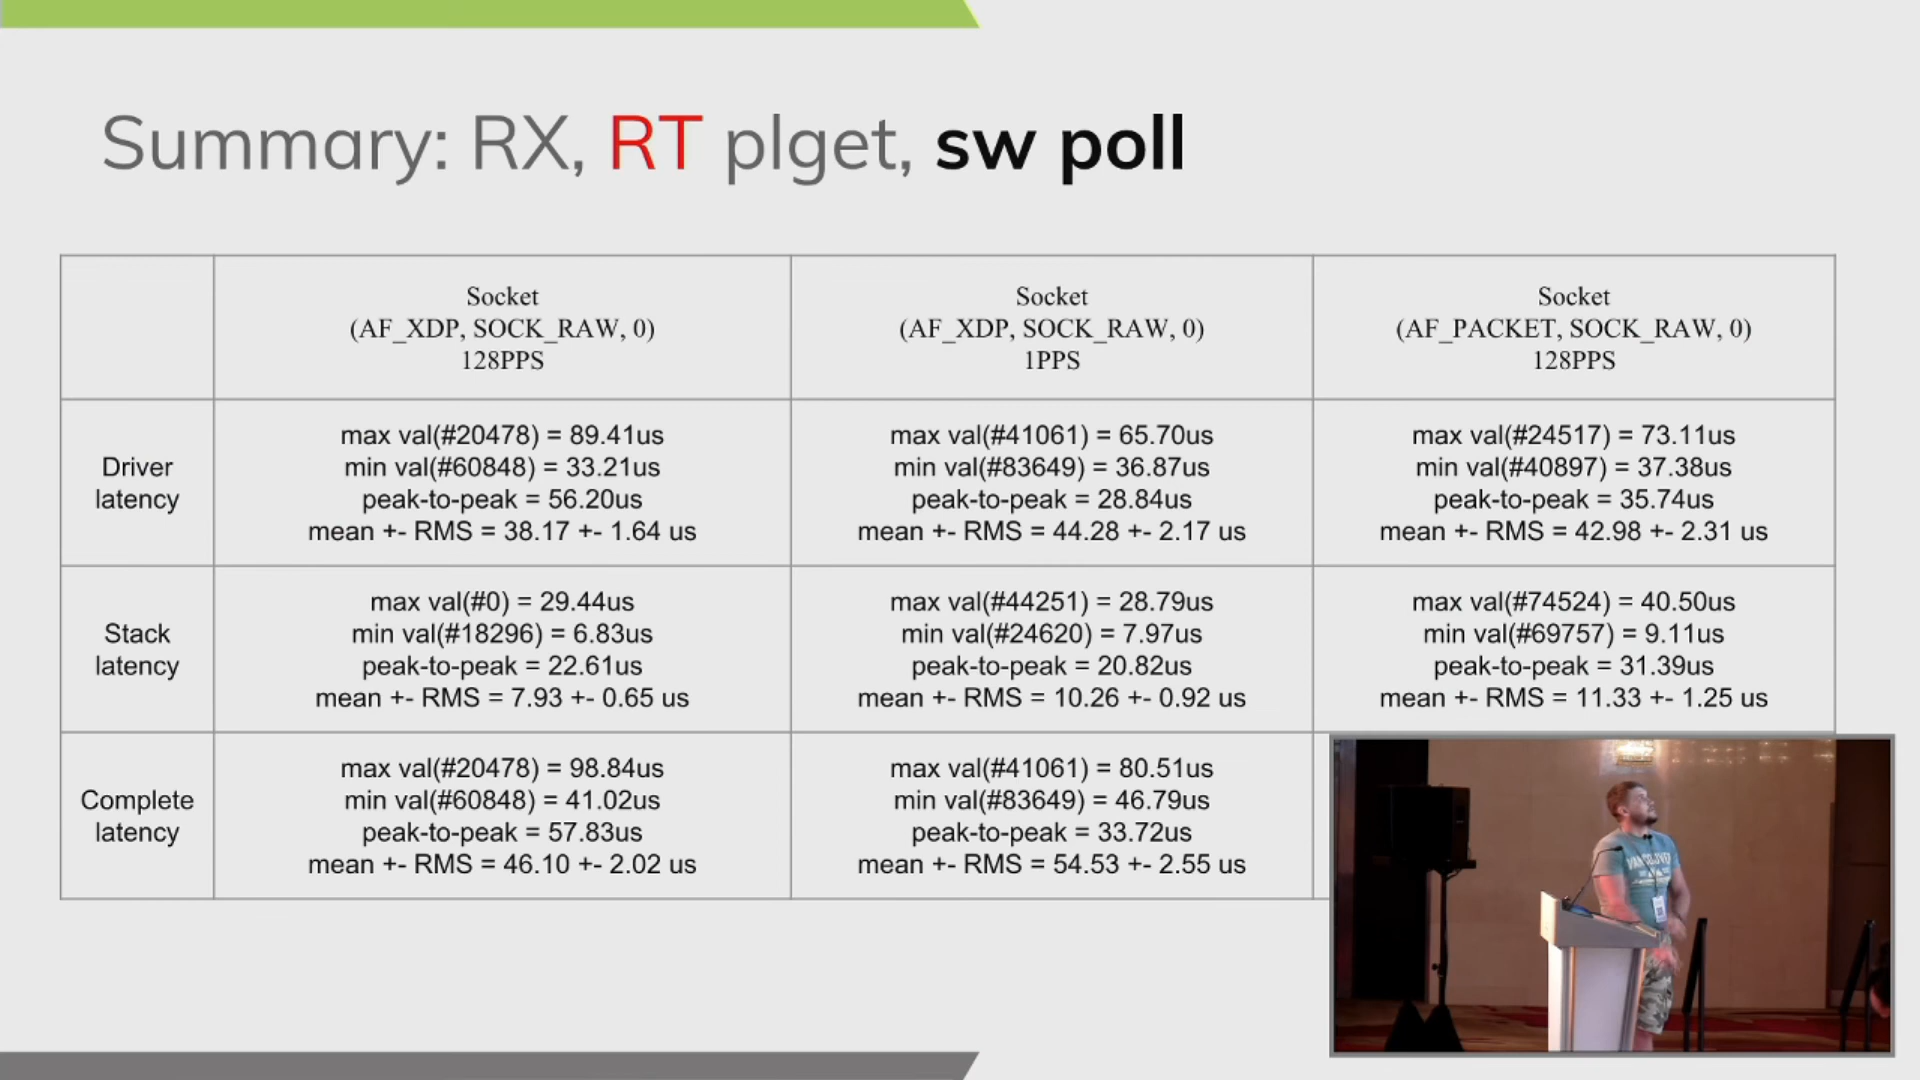 Summary: RX, RT plget, sw poll
Socket
(AF_XDP, SOCK_RAW, 0)
128PPS
Socket
(AF_XDP, SOCK_RAW, 0)
1PPS
Socket
(AF_PACKET, SOCK_RAW, 0)
128PPS
Driver
latency
max val(#20478) = 89.41us
min val(#60848) = 33.21us
peak-to-peak = 56.20us
mean +- RMS = 38.17 +- 1.64 us
max val(#41061) = 65.70us
min val(#83649) = 36.87us
peak-to-peak = 28.84us
mean +- RMS = 44.28 +- 2.17 us
max val(#24517) = 73.11us
min val(#40897) = 37.38us
peak-to-peak = 35.74us
mean +- RMS = 42.98 +- 2.31 us
Stack
latency
max val(#0) = 29.44us
min val(#18296) = 6.83us
peak-to-peak = 22.61us
mean +- RMS = 7.93 +- 0.65 us
max val(#44251) = 28.79us
min val(#24620) = 7.97us
peak-to-peak = 20.82us
mean +- RMS = 10.26 +- 0.92 us
max val(#74524) = 40.50us
min val(#69757) = 9.11us
peak-to-peak = 31.39us
mean +- RMS = 11.33 +- 1.25 us
Complete
latency
max val(#20478) = 98.84us
min val(#60848) = 41.02us
peak-to-peak = 57.83us
mean +- RMS = 46.10 +- 2.02 us
max val(#41061) = 80.51us
min val(#83649) = 46.79us
peak-to-peak = 33.72us
mean +- RMS = 54.53 +- 2.55 us